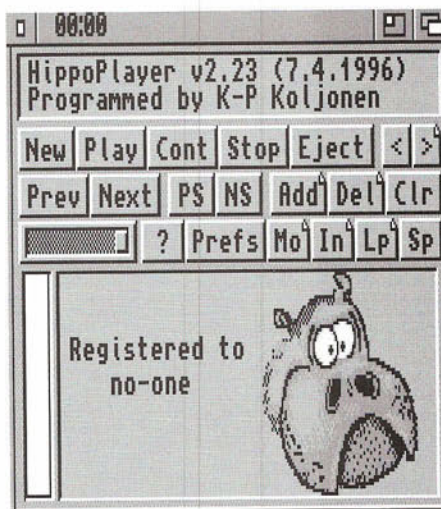 00:00
HippoPlayer v2.23 (7.4.1996)
Programmed by K-P Koljonen
New Play Cont Stop Eject < >
Prev Next PS NS Add Del Clr
? Prefs Mo In Lp Sp
Registered to
no-one